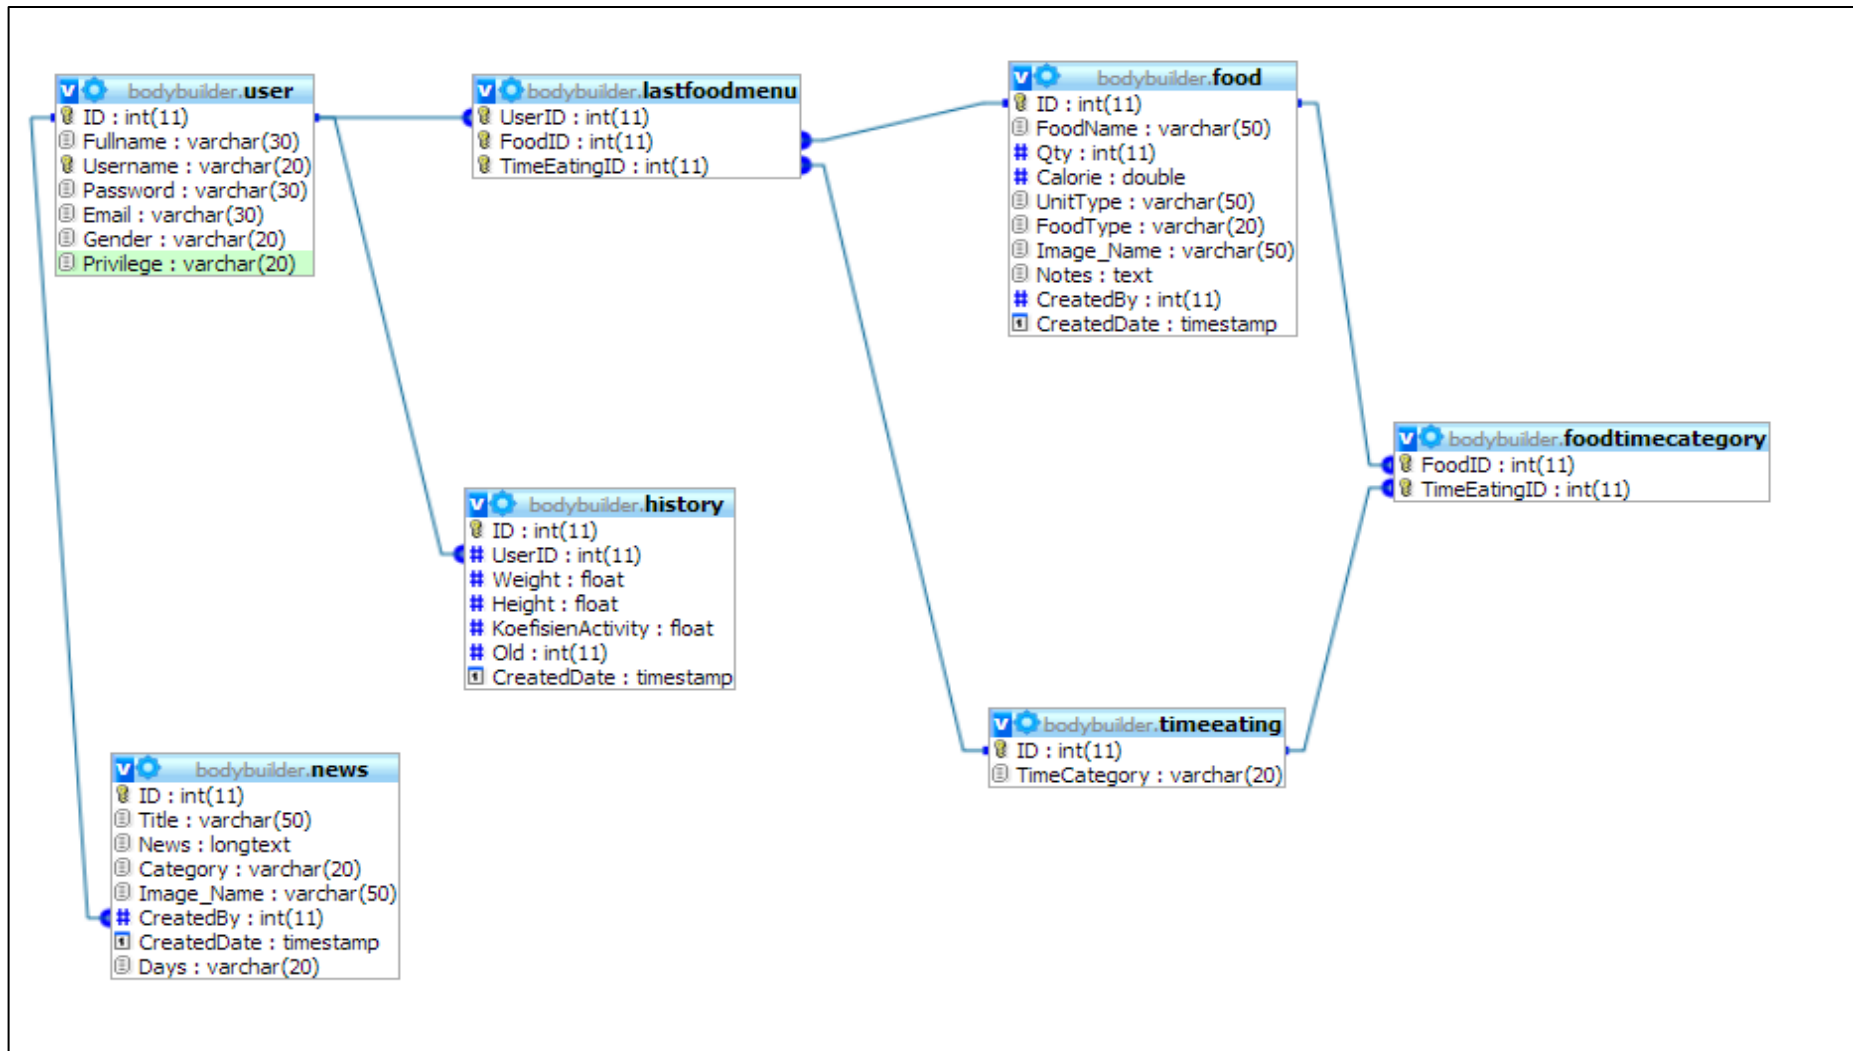 bodybuilder.user
ID : int(11)
Fullname : varchar(30)
Username : varchar(20)
Password : varchar(30)
Email : varchar(30)
Gender : varchar(20)
Privilege : varchar(20)
bodybuilder.lastfoodmenu
UserID : int(11)
FoodID : int(11)
TimeEatingID : int(11)
bodybuilder.food
ID : int(11)
FoodName : varchar(50)
Qty : int(11)
Calorie : double
UnitType : varchar(50)
FoodType : varchar(20)
Image_Name : varchar(50)
Notes : text
CreatedBy : int(11)
CreatedDate : timestamp
bodybuilder.foodtimecategory
FoodID : int(11)
TimeEatingID : int(11)
bodybuilder.history
ID : int(11)
UserID : int(11)
Weight : float
Height : float
KoefisienActivity : float
Old : int(11)
CreatedDate : timestamp
bodybuilder.timeeating
ID : int(11)
TimeCategory : varchar(20)
bodybuilder.news
ID : int(11)
Title : varchar(50)
News : longtext
Category : varchar(20)
Image_Name : varchar(50)
CreatedBy : int(11)
CreatedDate : timestamp
Days : varchar(20)